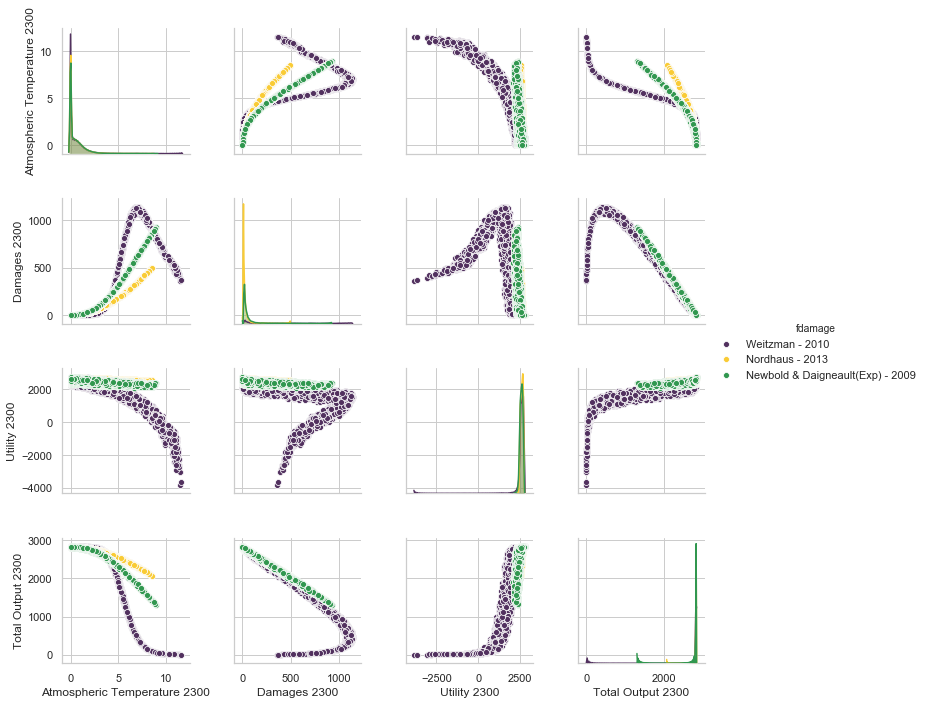 Atmospheric Temperature 2300
10
5
0
Damages 2300
1000
500
0
Utility 2300
2000
0
−2000
−4000
Total Output 2300
3000
2000
1000
0
0 5 10
Atmospheric Temperature 2300
0 500 1000
Damages 2300
−2500 0 2500
Utility 2300
0 2000
Total Output 2300
fdamage
Weitzman - 2010
Nordhaus - 2013
Newbold & Daigneault(Exp) - 2009